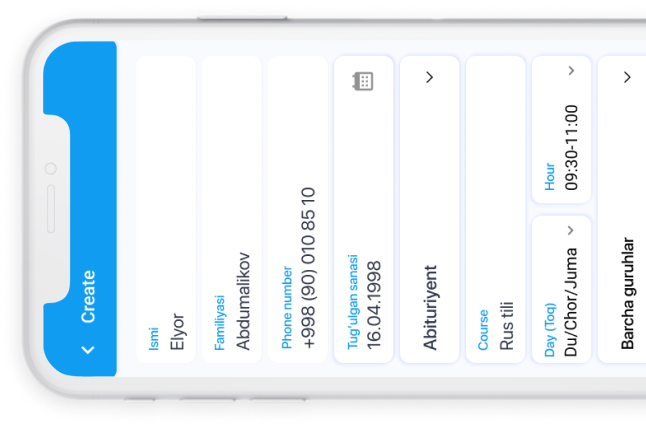 Create
Ismi
Elyor
Familiyasi
Abdumalikov
Phone number
+998 (90) 010 85 10
Tug'ulgan sanasi
16.04.1998
Abituriyent
Course
Rus tili
Day (Toq)
Du/Chor/Juma
Hour
09:30-11:00
Barcha guruhlar